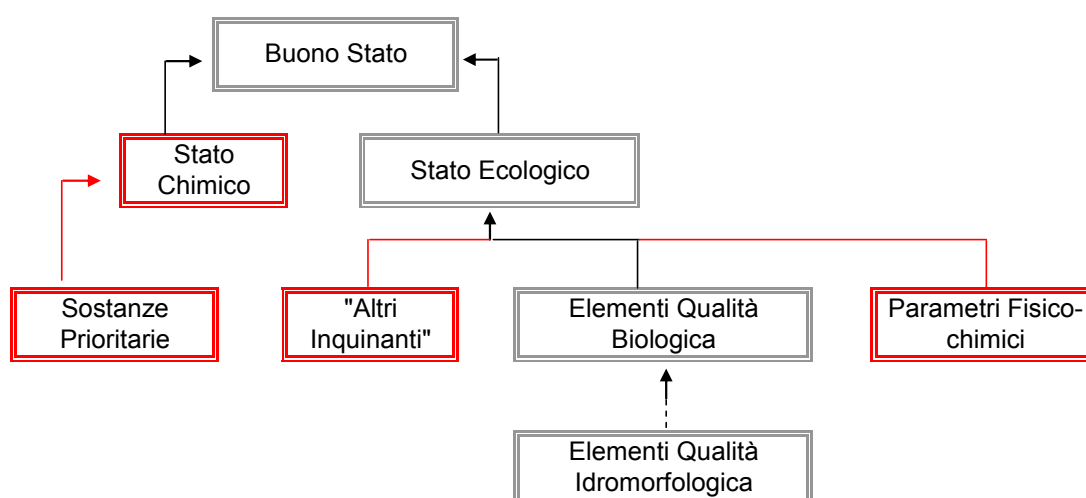 Buono Stato
Stato
Chimico
Stato Ecologico
Sostanze
Prioritarie
"Altri
Inquinanti"
Elementi Qualità
Biologica
Parametri Fisico-
chimici
Elementi Qualità
Idromorfologica